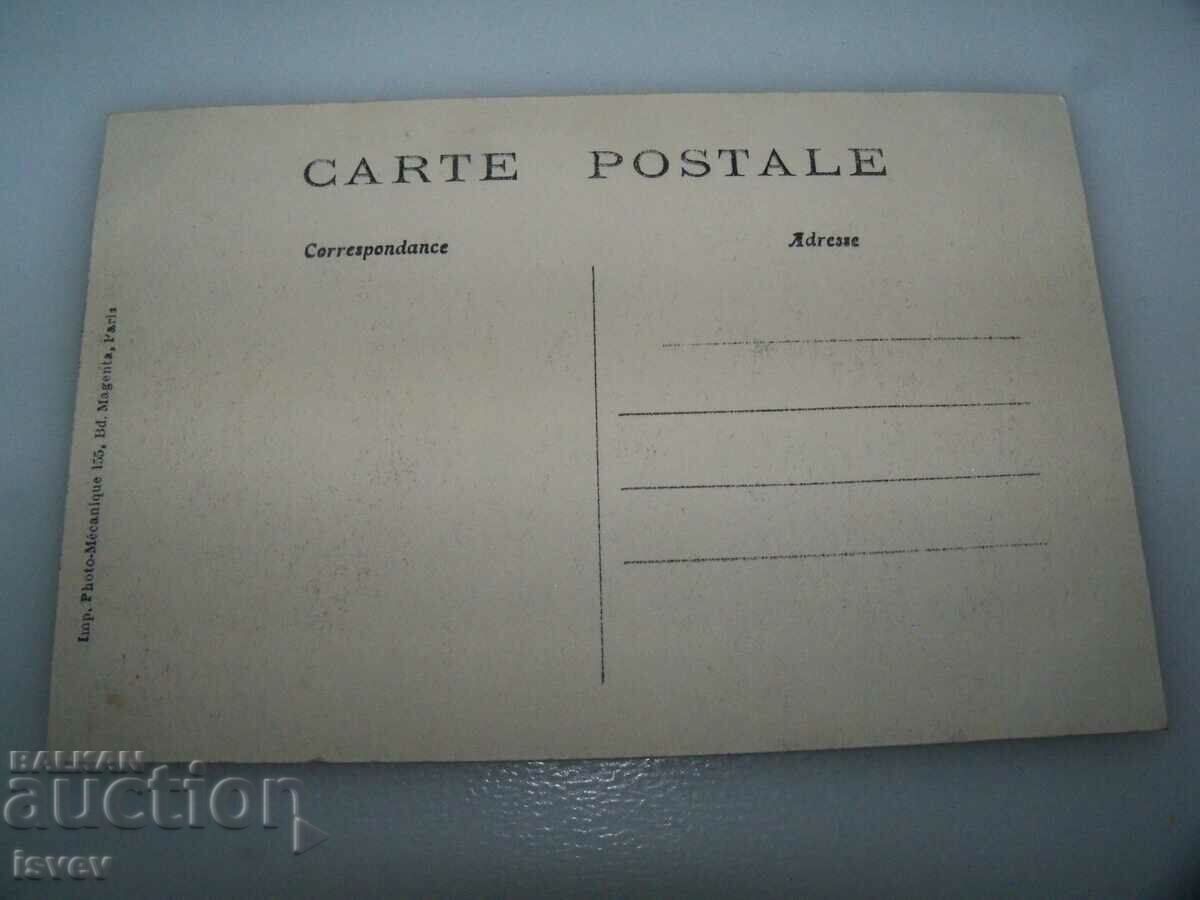 CARTE POSTALE
Correspondance
Adresse
Imp. Photo-Mécanique 155, Bd. Magenta, Paris
BALKAN
auction
isvev